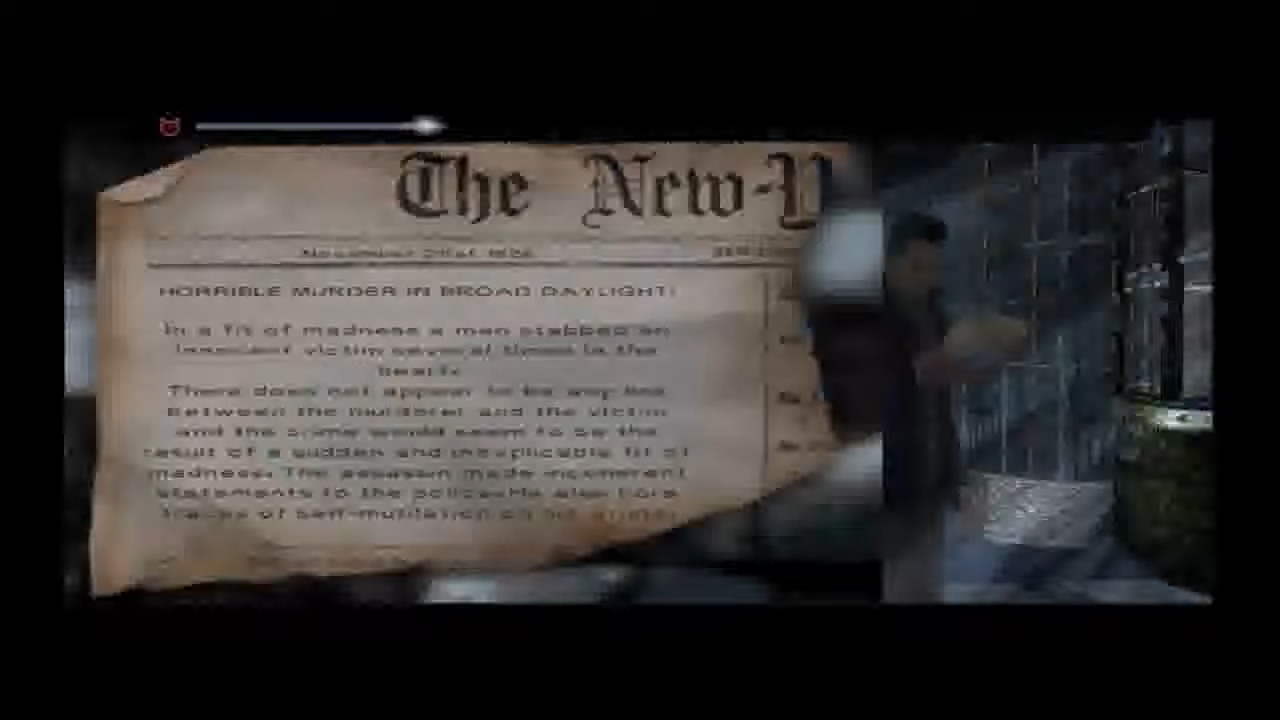 The New-Y
November
HORRIBLE MURDER IN BROAD DAYLIGHT!
In a fit of madness a man stabbed an
innocent victim several times in the
heart.
There does not appear to be any link
between the murderer and the victim
and the crime would seem to be the
result of a sudden and inexplicable fit of
madness. The assassin made incoherent
statements to the police. He also bore
traces of self-mutilation on his wrists.